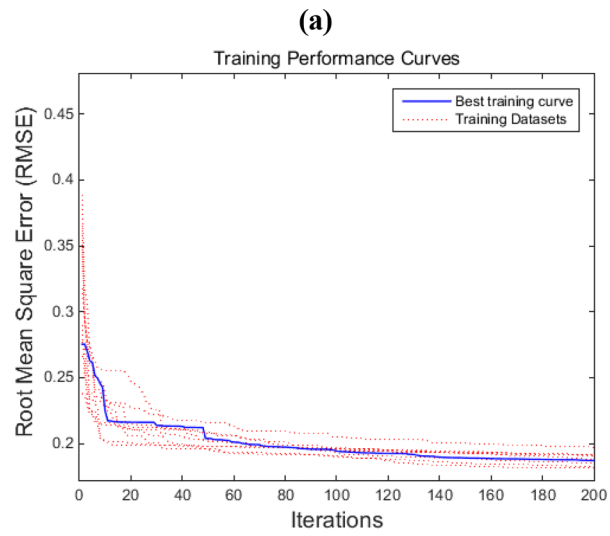 (a)
Training Performance Curves
Best training curve
Training Datasets
Root Mean Square Error (RMSE)
0.45
0.4
0.35
0.3
0.25
0.2
0 20 40 60 80 100 120 140 160 180 200
Iterations